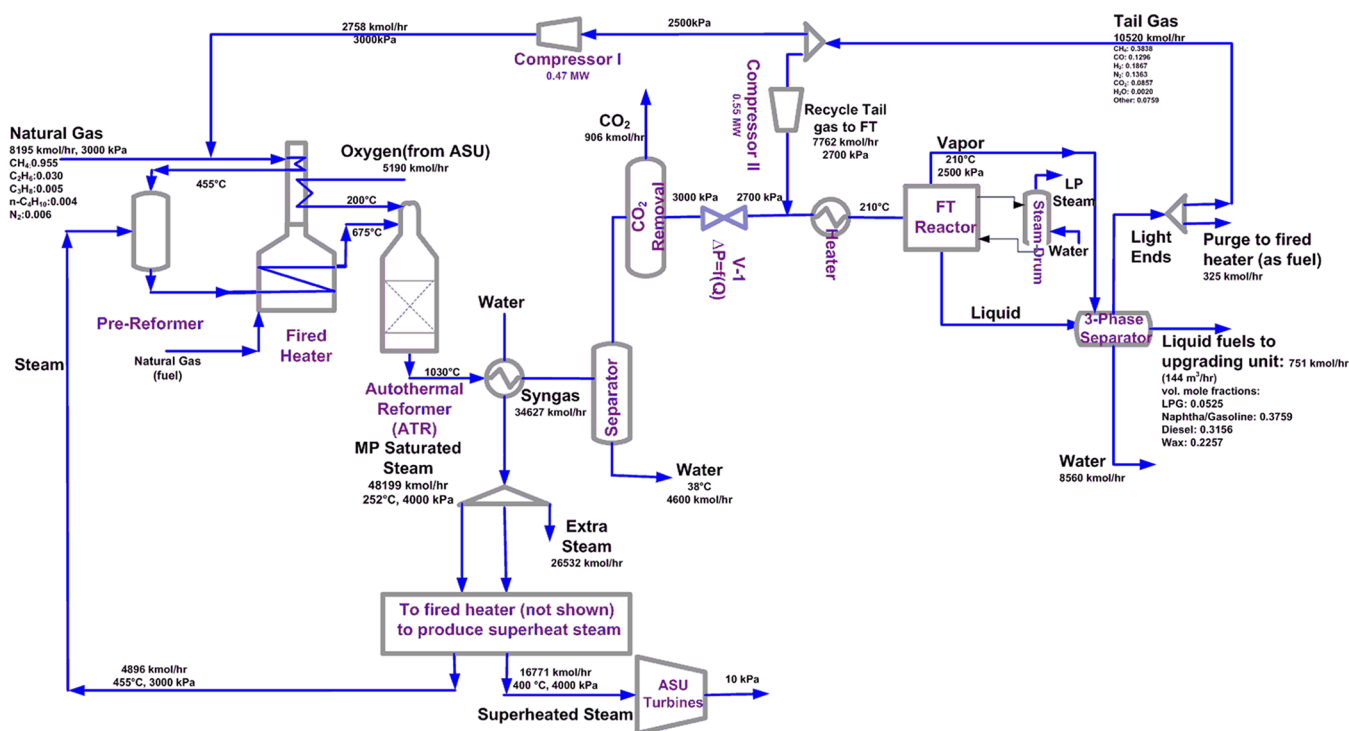 2758 kmol/hr
3000kPa
Compressor I
0.47 MW
2500kPa
Tail Gas
10520 kmol/hr
CH₄: 0.3838
CO: 0.1296
H₂: 0.1867
N₂: 0.1363
CO₂: 0.0857
H₂O: 0.0020
Other: 0.0759
Compressor II
0.55 MW
Recycle Tail
gas to FT
7762 kmol/hr
2700 kPa
CO₂
906 kmol/hr
Natural Gas
8195 kmol/hr, 3000 kPa
CH₄:0.955
C₂H₆:0.030
C₃H₈:0.005
n-C₄H₁₀:0.004
N₂:0.006
455°C
Oxygen(from ASU)
5190 kmol/hr
200°C
675°C
Pre-Reformer
Fired
Heater
Natural Gas
(fuel)
Steam
1030°C
Autothermal
Reformer
(ATR)
Water
Syngas
34627 kmol/hr
Separator
Water
38°C
4600 kmol/hr
CO₂
Removal
3000 kPa
2700 kPa
V-1
ΔP=f(Q)
Heater
210°C
FT
Reactor
Vapor
210°C
2500 kPa
LP
Steam
Steam-Drum
Water
Liquid
Light
Ends
Purge to fired
heater (as fuel)
325 kmol/hr
3-Phase
Separator
Liquid fuels to
upgrading unit: 751 kmol/hr
(144 m³/hr)
vol. mole fractions:
LPG: 0.0525
Naphtha/Gasoline: 0.3759
Diesel: 0.3156
Wax: 0.2257
Water
8560 kmol/hr
MP Saturated
Steam
48199 kmol/hr
252°C, 4000 kPa
Extra
Steam
26532 kmol/hr
To fired heater (not shown)
to produce superheat steam
4896 kmol/hr
455°C, 3000 kPa
16771 kmol/hr
400 °C, 4000 kPa
Superheated Steam
ASU
Turbines
10 kPa